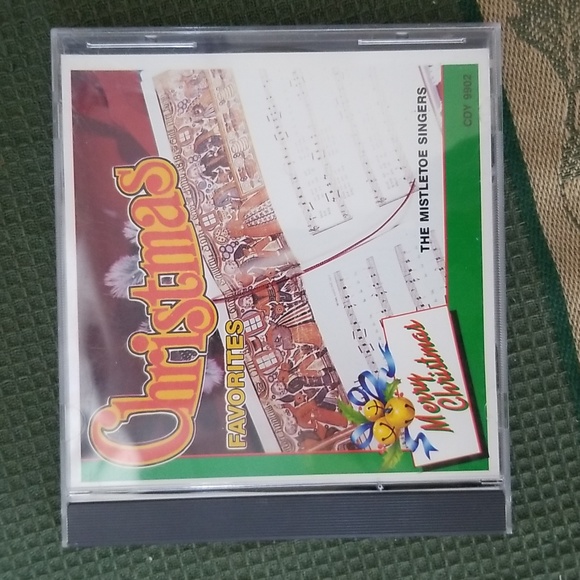 Christmas
FAVORITES
THE MISTLETOE SINGERS
CDY 9902
Merry
Christmas